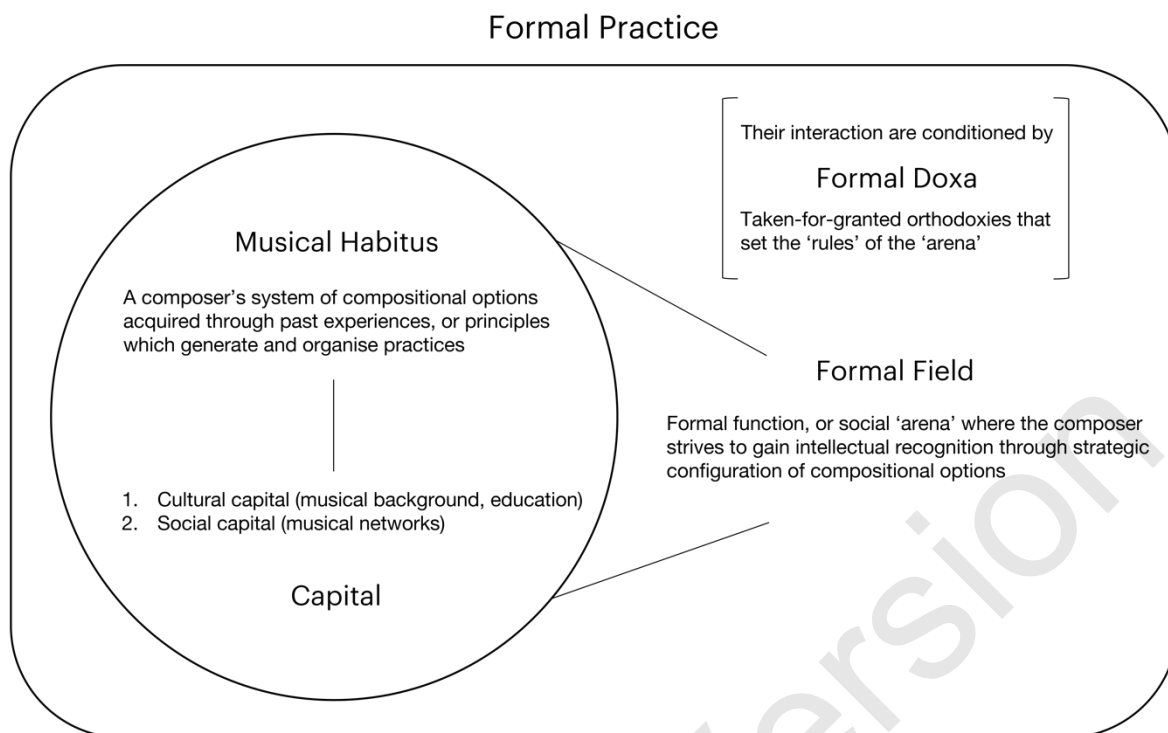 Formal Practice
Their interaction are conditioned by
Formal Doxa
Taken-for-granted orthodoxies that
set the ‘rules’ of the ‘arena’
Musical Habitus
A composer’s system of compositional options
acquired through past experiences, or principles
which generate and organise practices
Formal Field
Formal function, or social ‘arena’ where the composer
strives to gain intellectual recognition through strategic
configuration of compositional options
1. Cultural capital (musical background, education)
2. Social capital (musical networks)
Capital
Version